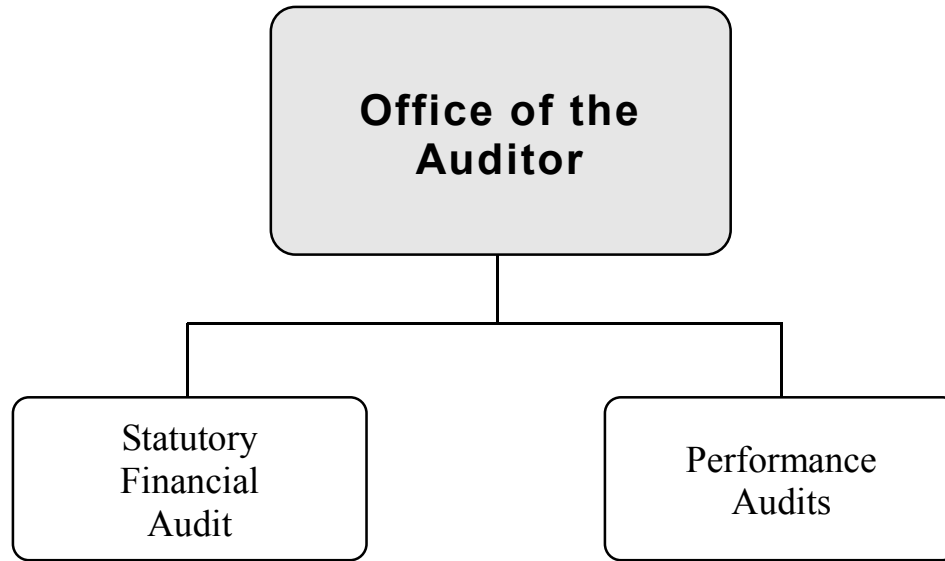 Office of the
Auditor
Statutory
Financial
Audit
Performance
Audits